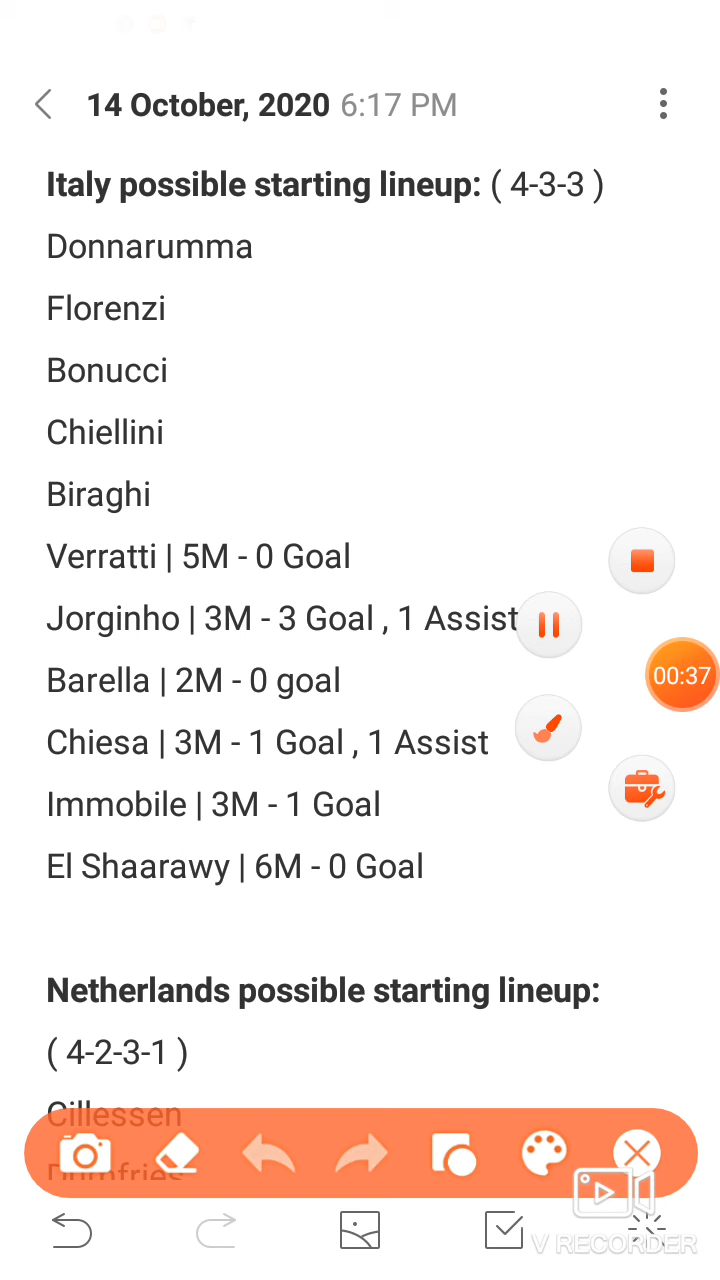 14 October, 2020 6:17 PM
Italy possible starting lineup: ( 4-3-3 )
Donnarumma
Florenzi
Bonucci
Chiellini
Biraghi
Verratti | 5M - 0 Goal
Jorginho | 3M - 3 Goal , 1 Assist
Barella | 2M - 0 goal
00:37
Chiesa | 3M - 1 Goal , 1 Assist
Immobile | 3M - 1 Goal
El Shaarawy | 6M - 0 Goal
Netherlands possible starting lineup:
( 4-2-3-1 )
Cillessen
Dumfries
V RECORDER